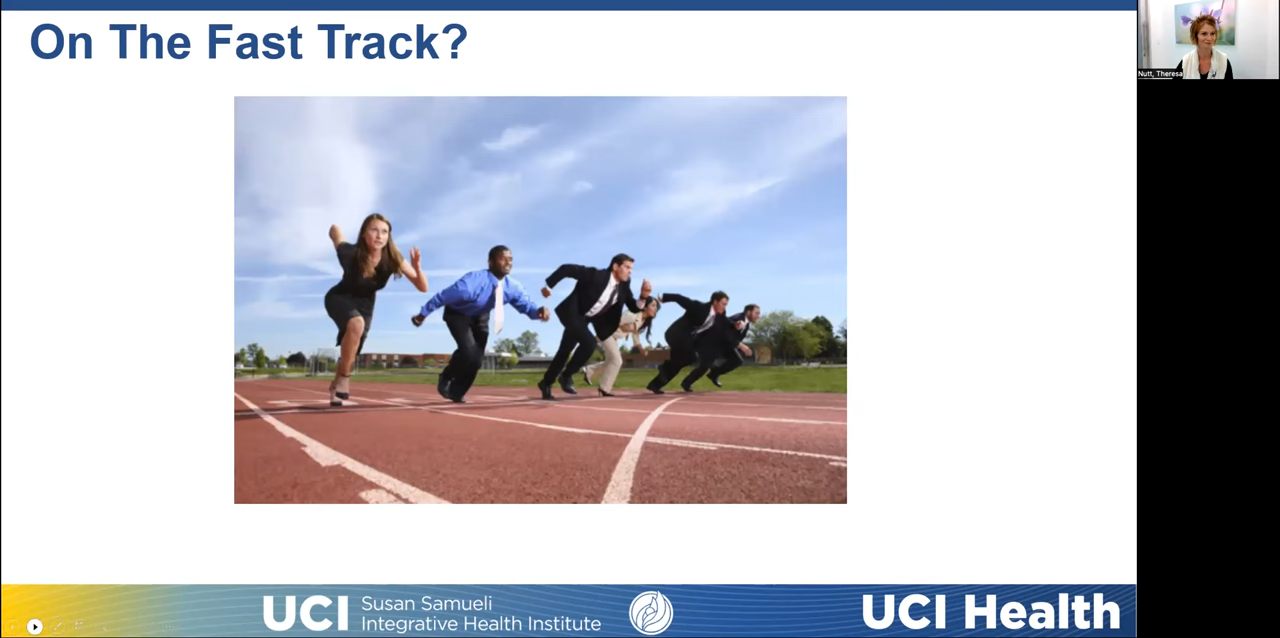 On The Fast Track?
Nutt, Theresa
UCI
Susan Samueli
Integrative Health Institute
UCI Health